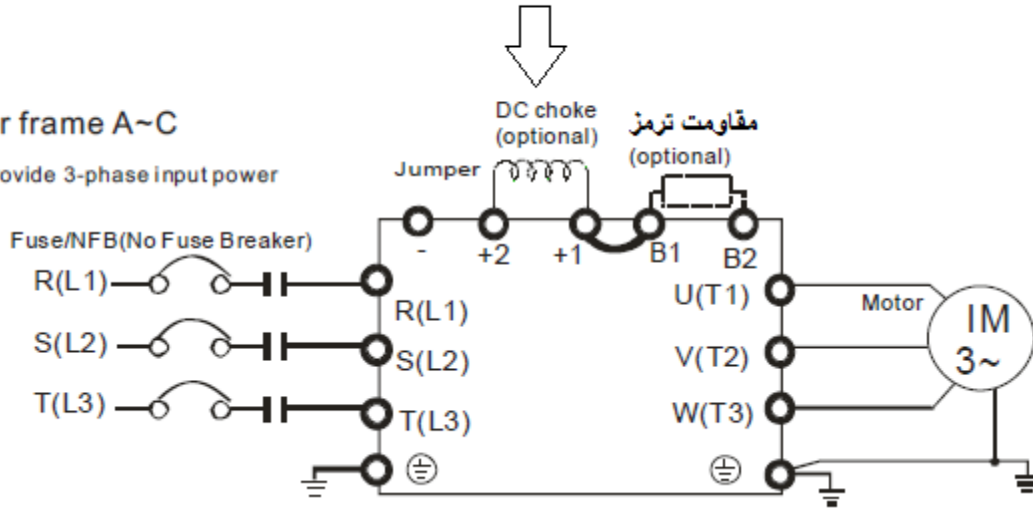 DC choke
(optional)
مقاومت ترمز
(optional)
r frame A~C
ovide 3-phase input power
Jumper
Fuse/NFB(No Fuse Breaker)
- +2 +1 B1 B2
R(L1) R(L1) U(T1)
Motor
IM
3~
S(L2) S(L2) V(T2)
T(L3) T(L3) W(T3)